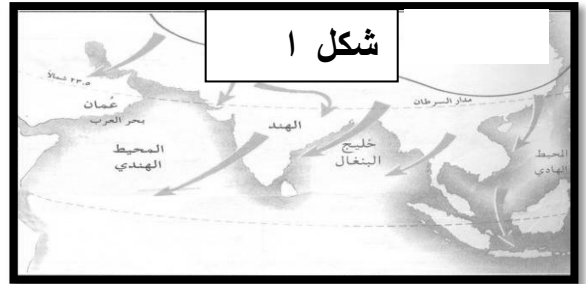 شكل ١
٢٣.٥ شمالاً
مدار السرطان
عُمان
بحر العرب
الهند
خليج
البنغال
المحيط
الهندي
المحيط
الهادي